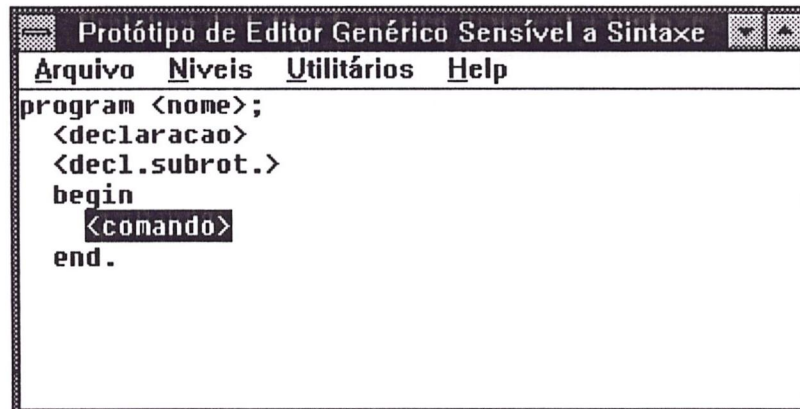 Protótipo de Editor Genérico Sensível a Sintaxe
Arquivo Niveis Utilitários Help
program <nome>;
<declaracao>
<decl.subrot.>
begin
<comando>
end.